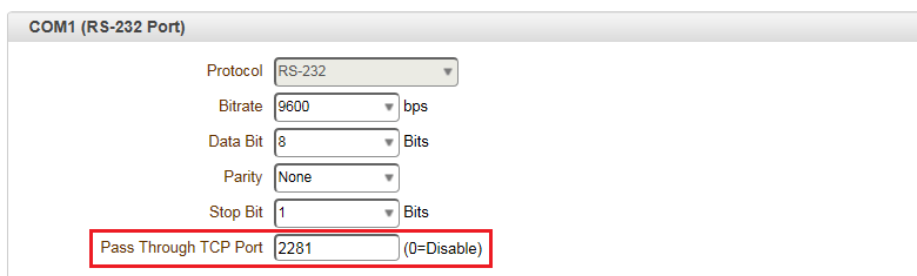 COM1 (RS-232 Port)
Protocol RS-232
Bitrate 9600 bps
Data Bit 8 Bits
Parity None
Stop Bit 1 Bits
Pass Through TCP Port 2281 (0=Disable)